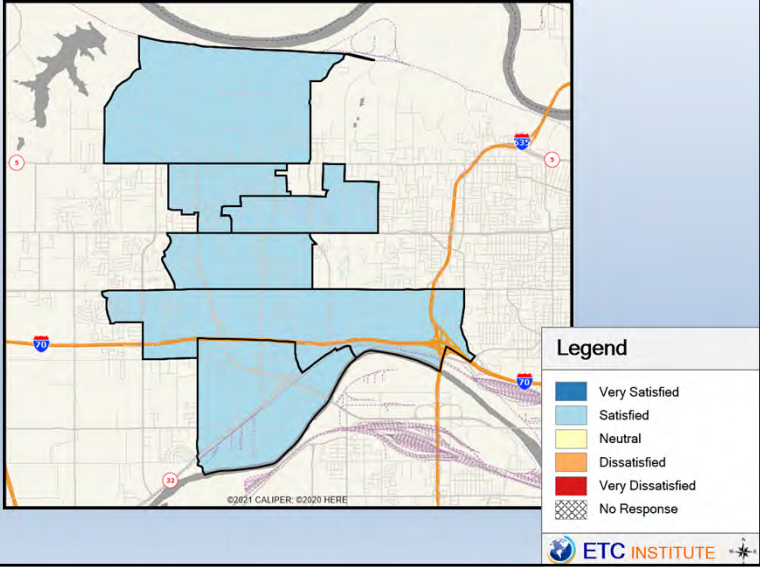 635
5
5
70
70
32
©2021 CALIPER; ©2020 HERE
Legend
Very Satisfied
Satisfied
Neutral
Dissatisfied
Very Dissatisfied
No Response
ETC INSTITUTE